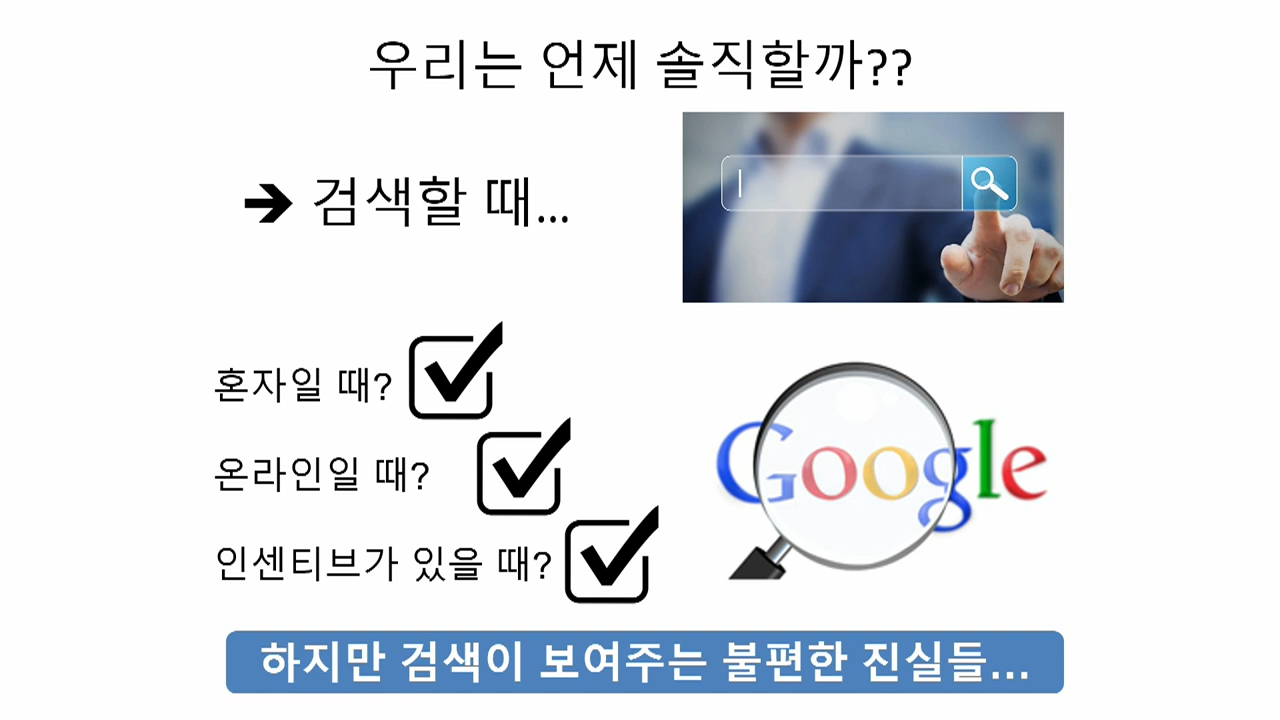 우리는 언제 솔직할까??
➔ 검색할 때...
혼자일 때?
온라인일 때?
인센티브가 있을 때?
Google
하지만 검색이 보여주는 불편한 진실들...